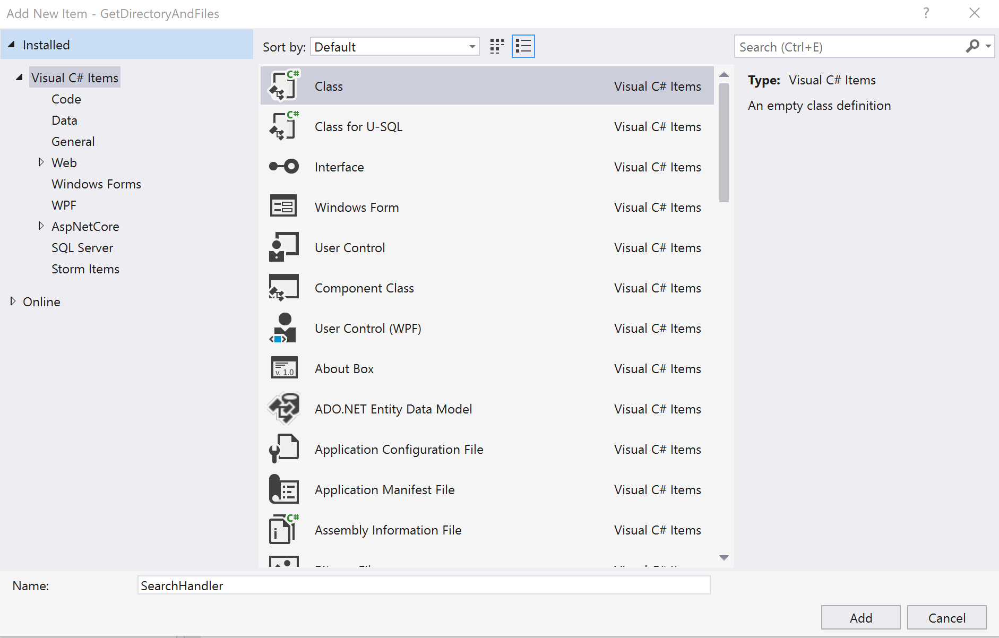 Add New Item - GetDirectoryAndFiles
?
Installed
Sort by: Default
Search (Ctrl+E)
Visual C# Items
Code
Data
General
Web
Windows Forms
WPF
AspNetCore
SQL Server
Storm Items
Online
C# Class Visual C# Items
C# Class for U-SQL Visual C# Items
Interface Visual C# Items
Windows Form Visual C# Items
User Control Visual C# Items
Component Class Visual C# Items
User Control (WPF) Visual C# Items
v. 1.0 About Box Visual C# Items
ADO.NET Entity Data Model Visual C# Items
Application Configuration File Visual C# Items
Application Manifest File Visual C# Items
C# i Assembly Information File Visual C# Items
Type: Visual C# Items
An empty class definition
Name: SearchHandler
Add Cancel